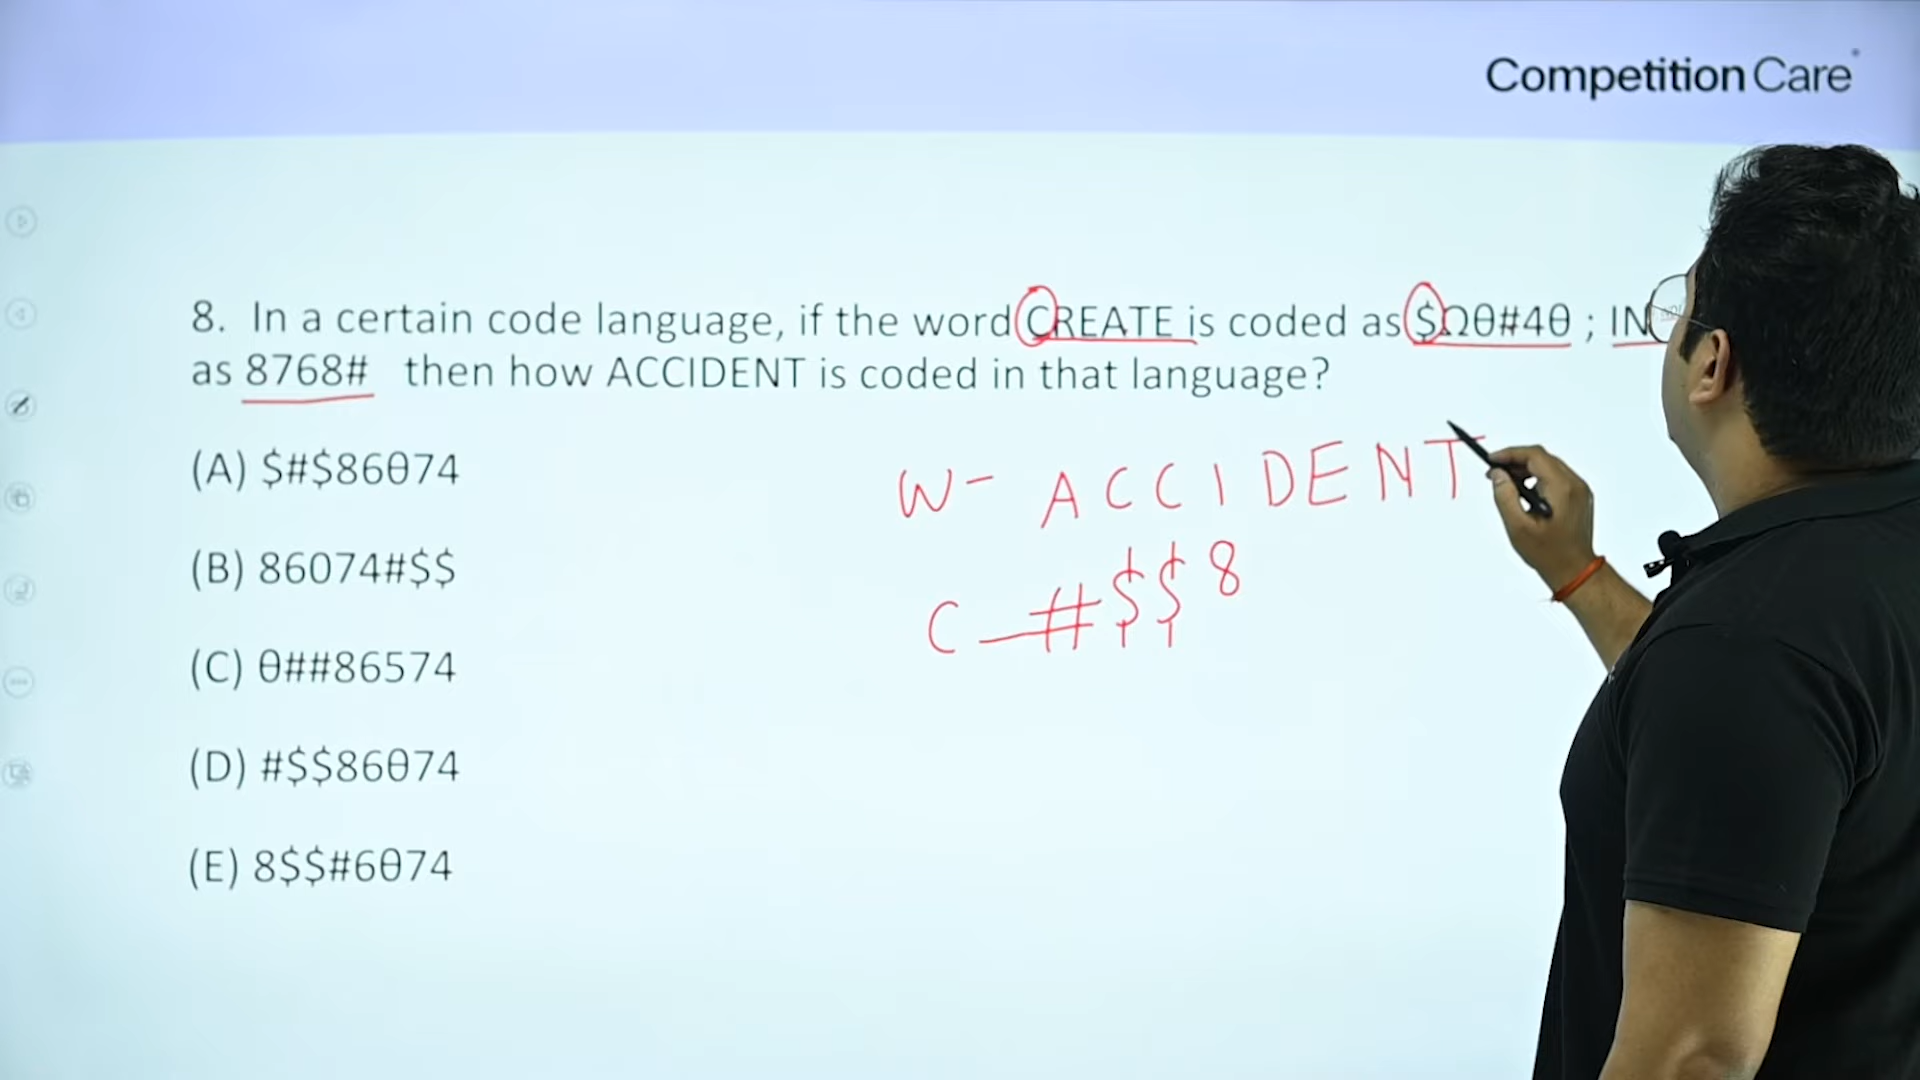 Competition Care
8. In a certain code language, if the word CREATE is coded as $Ωθ#4θ ; IN
as 8768# then how ACCIDENT is coded in that language?
(A) $#$86θ74
W- ACCIDENT
(B) 86074#$$
C - #$$8
(C) θ##86574
(D) #$$86θ74
(E) 8$$#6θ74